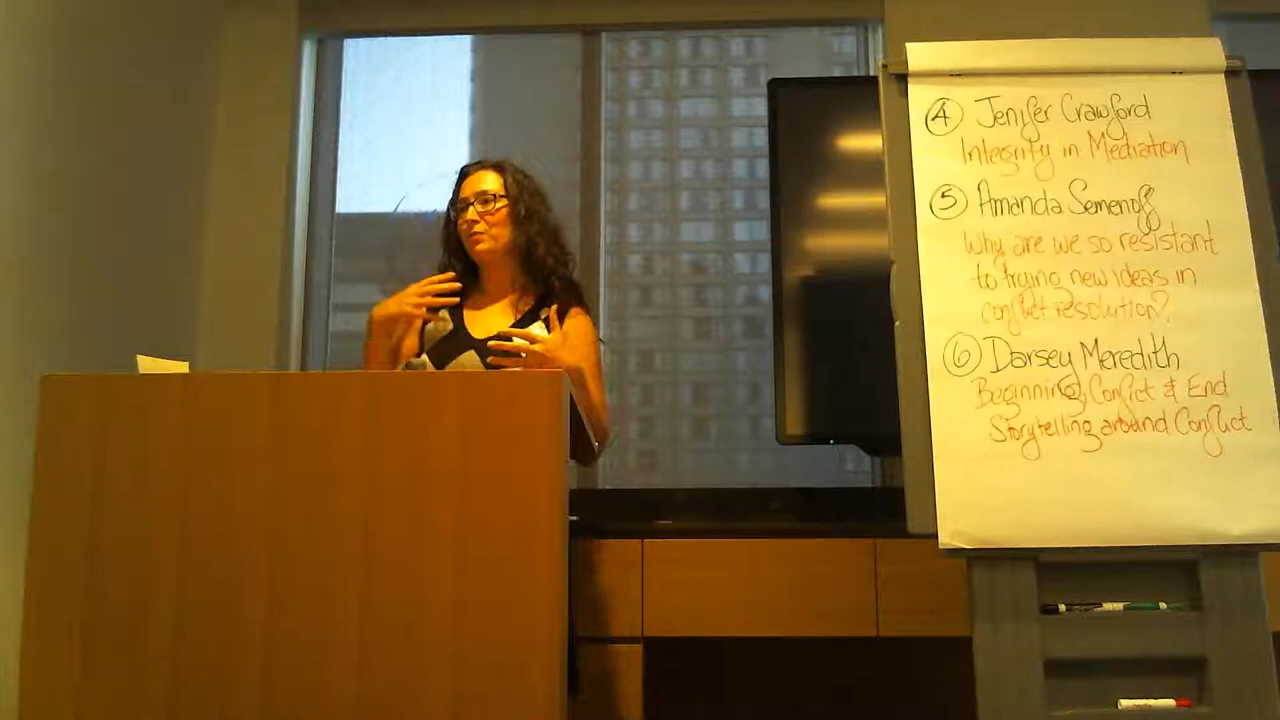 ④ Jenifer Crawford
Integrity in Mediation
⑤ Amanda Semenoff
Why are we so resistant
to trying new ideas in
conflict resolution?
⑥ Dorsey Meredith
Beginning, Conflict & End
Storytelling around Conflict